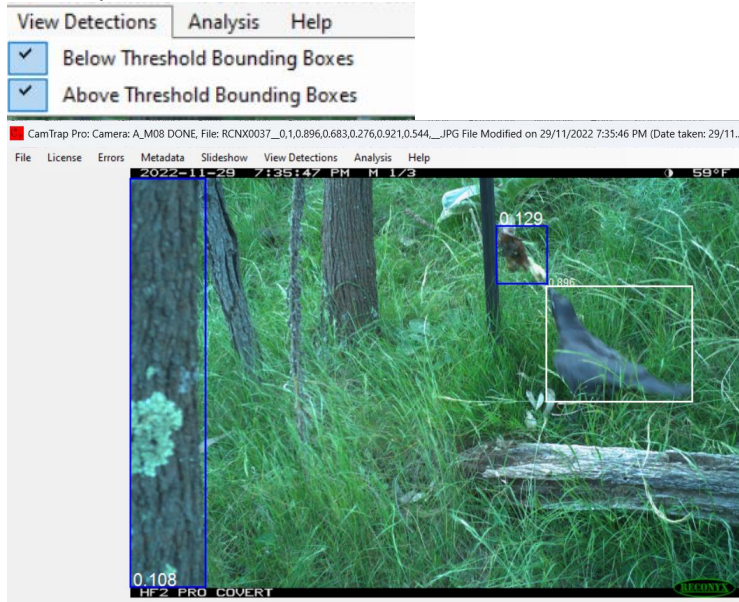 View Detections Analysis Help
Below Threshold Bounding Boxes
Above Threshold Bounding Boxes
CamTrap Pro: Camera: A_M08 DONE, File: RCNX0037__0,1,0.896,0.683,0.276,0.921,0.544,__.JPG File Modified on 29/11/2022 7:35:46 PM (Date taken: 29/11...
File License Errors Metadata Slideshow View Detections Analysis Help
2022-11-29 7:35:47 PM M 1/3 59°F
0.129
0.896
0.108
HF2 PRO COVERT
RECONYX